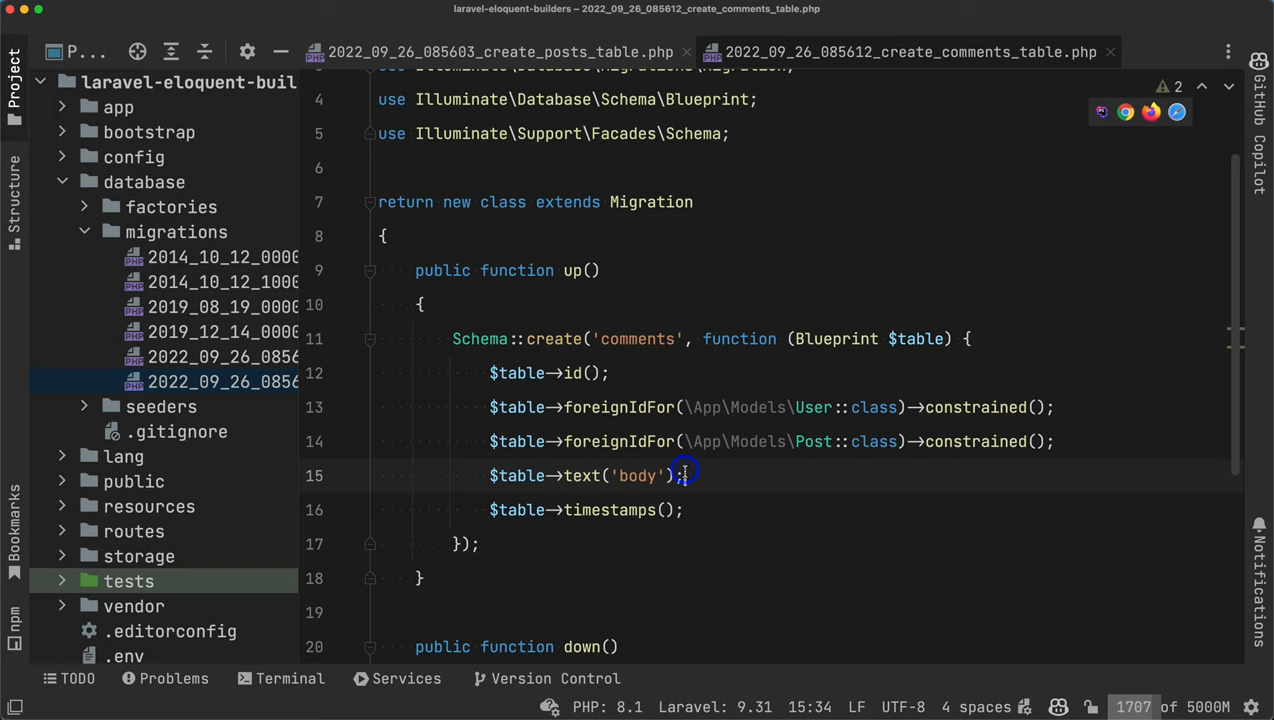 laravel-eloquent-builders – 2022_09_26_085612_create_comments_table.php
Project
P...
2022_09_26_085603_create_posts_table.php
2022_09_26_085612_create_comments_table.php
laravel-eloquent-buil
app
bootstrap
config
database
factories
migrations
2014_10_12_0000
2014_10_12_1000
2019_08_19_0000
2019_12_14_0000
2022_09_26_0856
2022_09_26_0856
seeders
.gitignore
lang
public
resources
routes
storage
tests
vendor
.editorconfig
.env
Structure
Bookmarks
npm
4 use Illuminate\Database\Schema\Blueprint;
5 use Illuminate\Support\Facades\Schema;
6
7 return new class extends Migration
8 {
9 public function up()
10 {
11 Schema::create('comments', function (Blueprint $table) {
12 $table->id();
13 $table->foreignIdFor(\App\Models\User::class)->constrained();
14 $table->foreignIdFor(\App\Models\Post::class)->constrained();
15 $table->text('body');
16 $table->timestamps();
17 });
18 }
19
20 public function down()
2
GitHub Copilot
Notifications
TODO
Problems
Terminal
Services
Version Control
PHP: 8.1
Laravel: 9.31
15:34
LF
UTF-8
4 spaces
1707 of 5000M